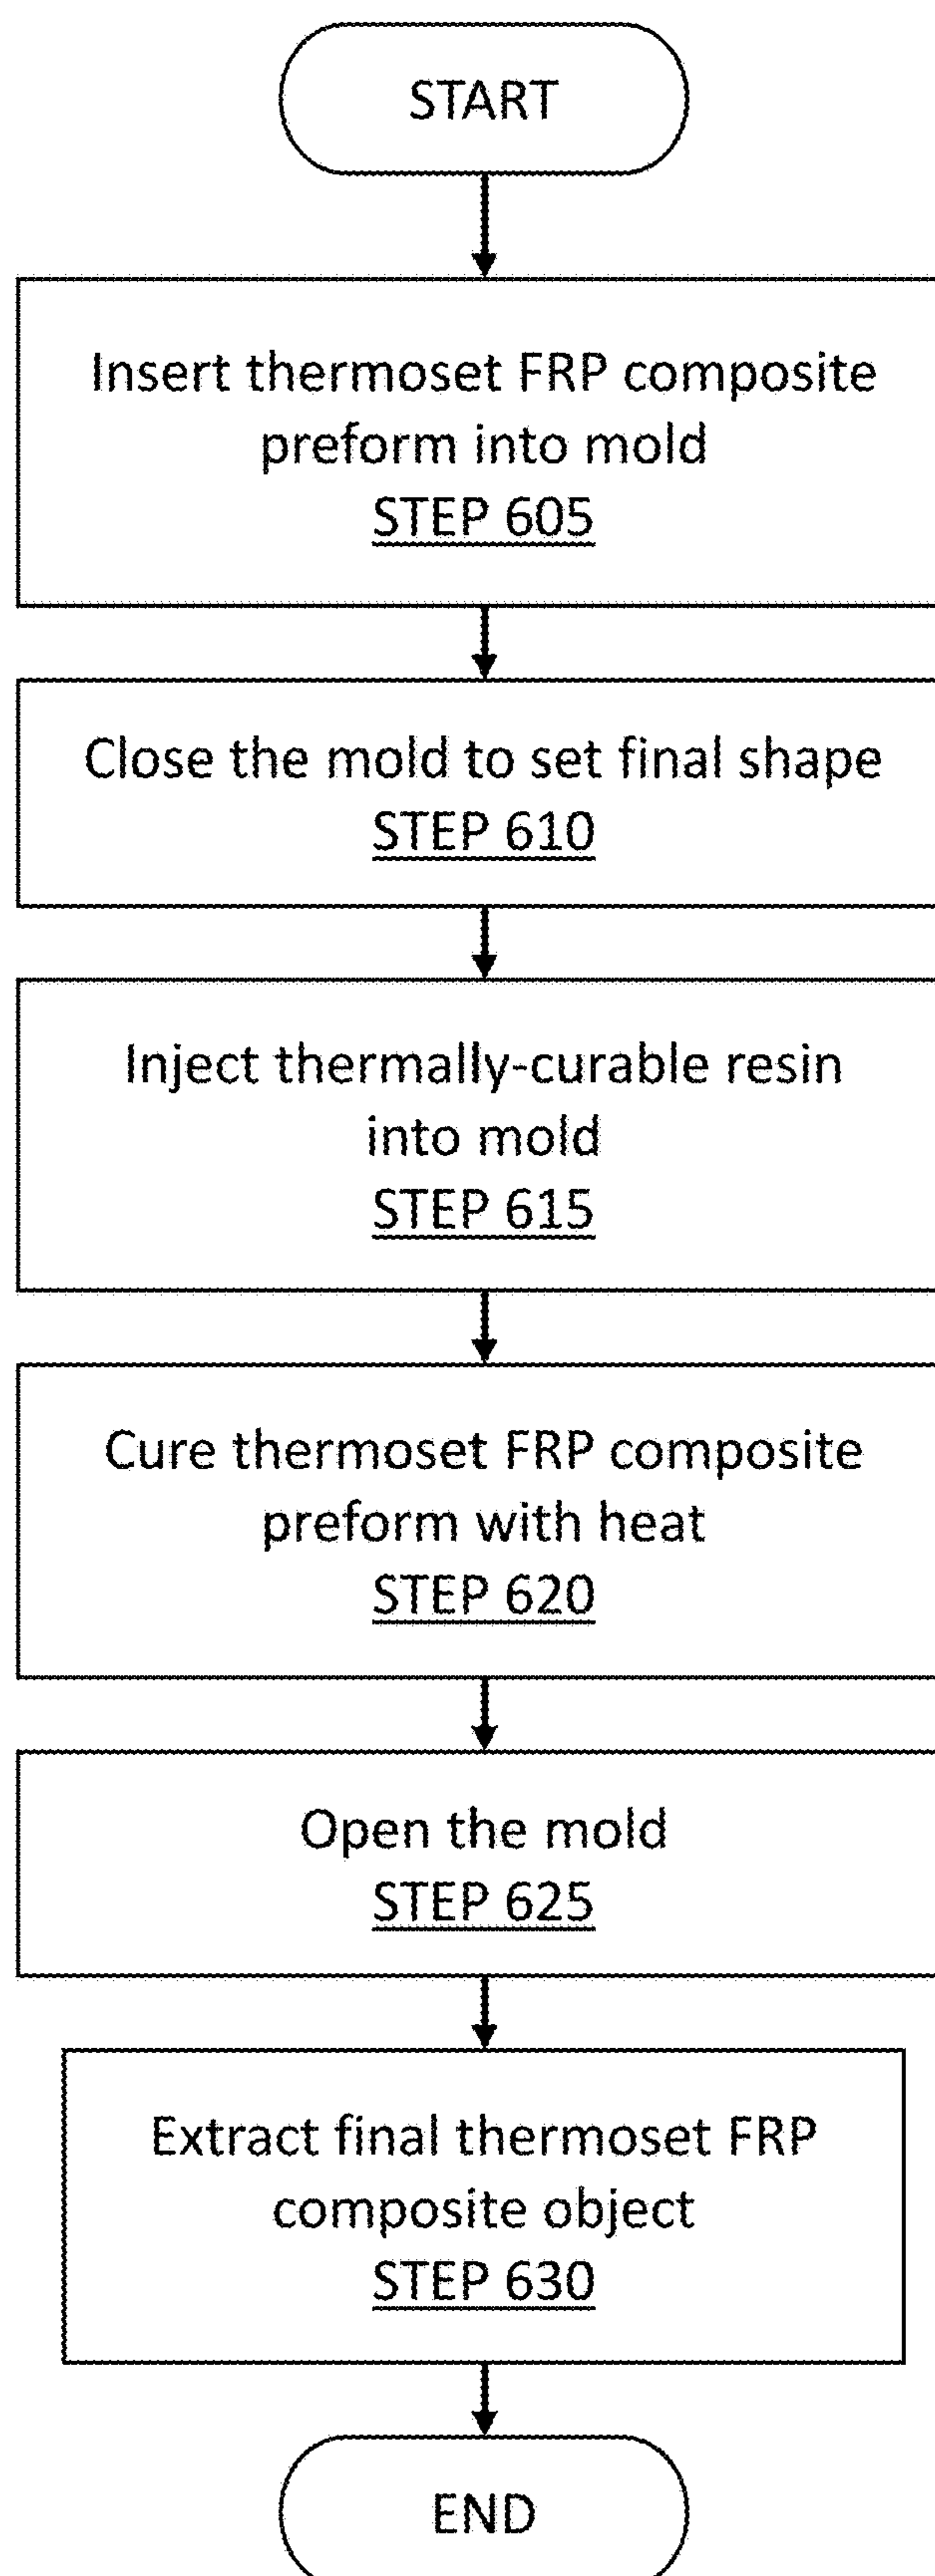 START
Insert thermoset FRP composite
preform into mold
STEP 605
Close the mold to set final shape
STEP 610
Inject thermally-curable resin
into mold
STEP 615
Cure thermoset FRP composite
preform with heat
STEP 620
Open the mold
STEP 625
Extract final thermoset FRP
composite object
STEP 630
END